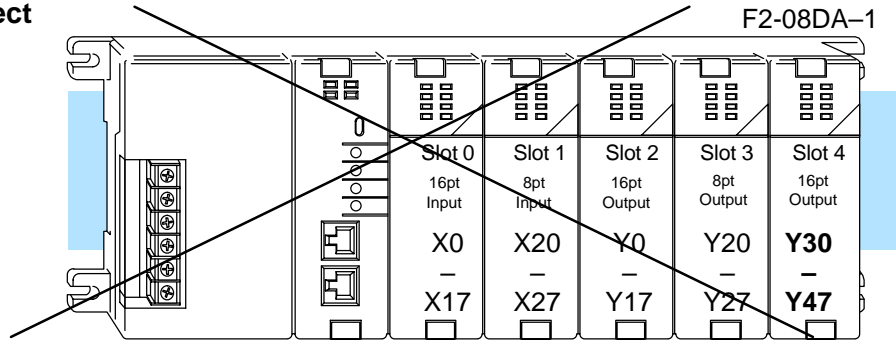 ect
F2-08DA–1
Slot 0
16pt
Input
X0
–
X17
Slot 1
8pt
Input
X20
–
X27
Slot 2
16pt
Output
Y0
–
Y17
Slot 3
8pt
Output
Y20
–
Y27
Slot 4
16pt
Output
Y30
–
Y47